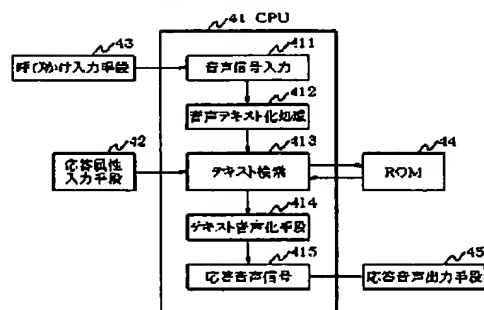 41 CPU
43
411
呼びかけ入力手段
音声信号入力
412
音声テキスト化処理
42
413
44
応答属性
入力手段
テキスト検索
ROM
414
テキスト音声化手段
415
45
応答音声信号
応答音声出力手段